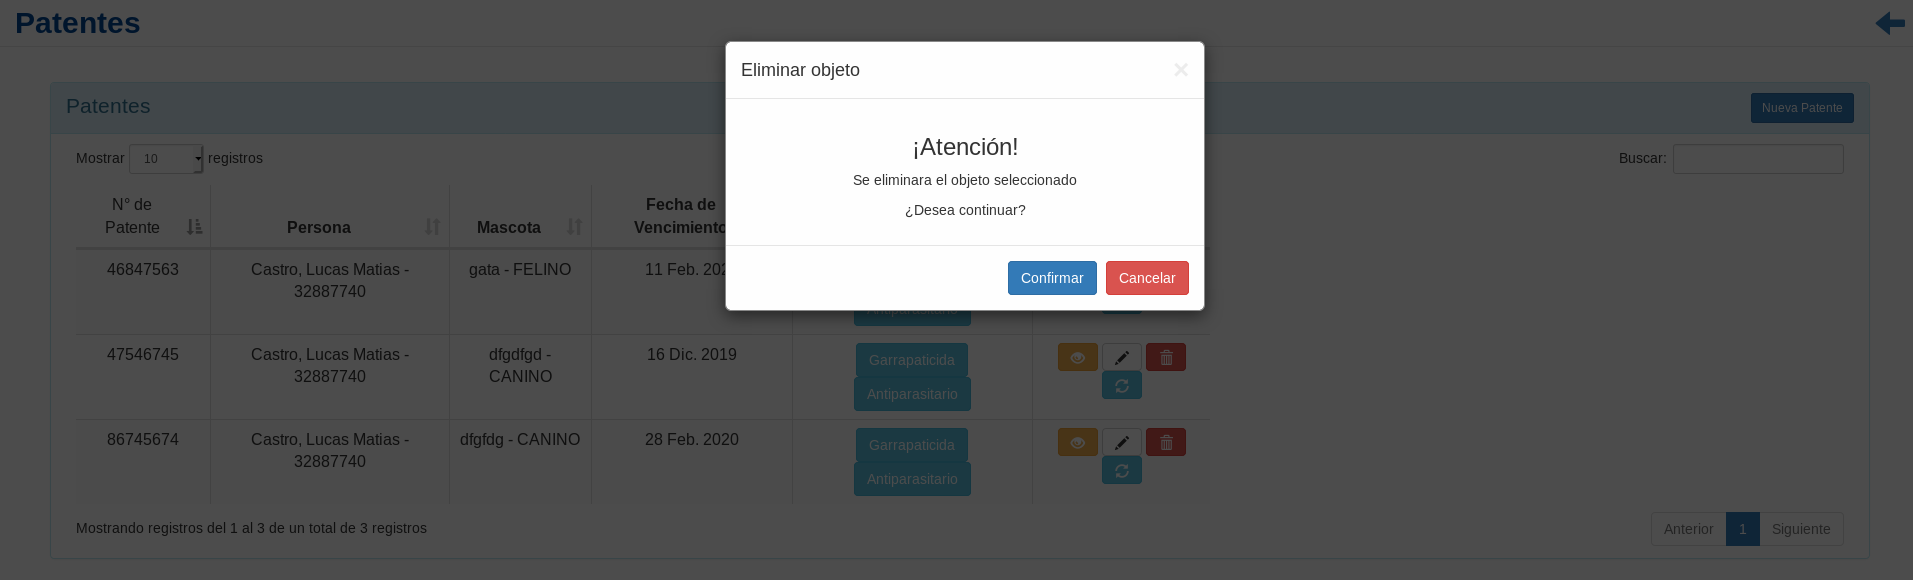 Patentes
Eliminar objeto
×
¡Atención!
Se eliminara el objeto seleccionado
¿Desea continuar?
Confirmar Cancelar
Patentes
Nueva Patente
Mostrar 10 registros
Buscar:
N° de
Patente
Persona
Mascota
Fecha de
Vencimiento
46847563
Castro, Lucas Matias -
32887740
gata - FELINO
11 Feb.
47546745
Castro, Lucas Matias -
32887740
dfgdfgd -
CANINO
16 Dic. 2019
Garrapaticida
Antiparasitario
86745674
Castro, Lucas Matias -
32887740
dfgfdg - CANINO
28 Feb. 2020
Garrapaticida
Antiparasitario
Mostrando registros del 1 al 3 de un total de 3 registros
Anterior 1 Siguiente